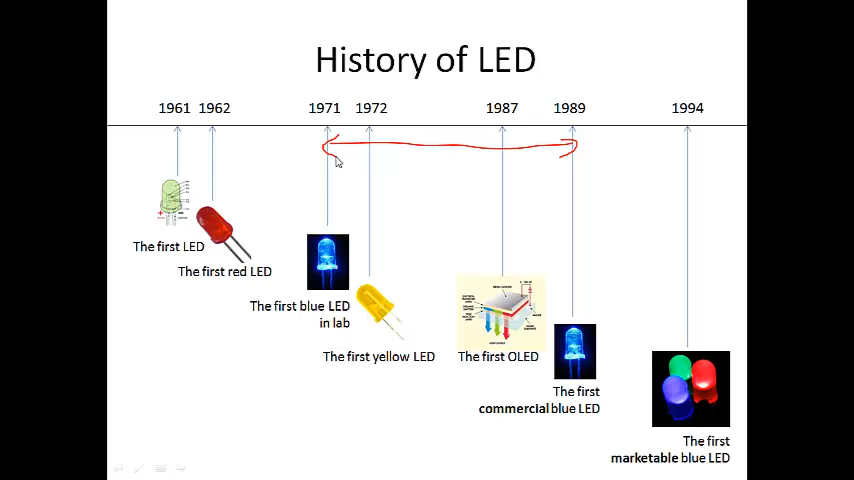 History of LED
1961 1962 1971 1972 1987 1989 1994
The first LED
The first red LED
The first blue LED
in lab
The first yellow LED
The first OLED
The first
commercial blue LED
The first
marketable blue LED